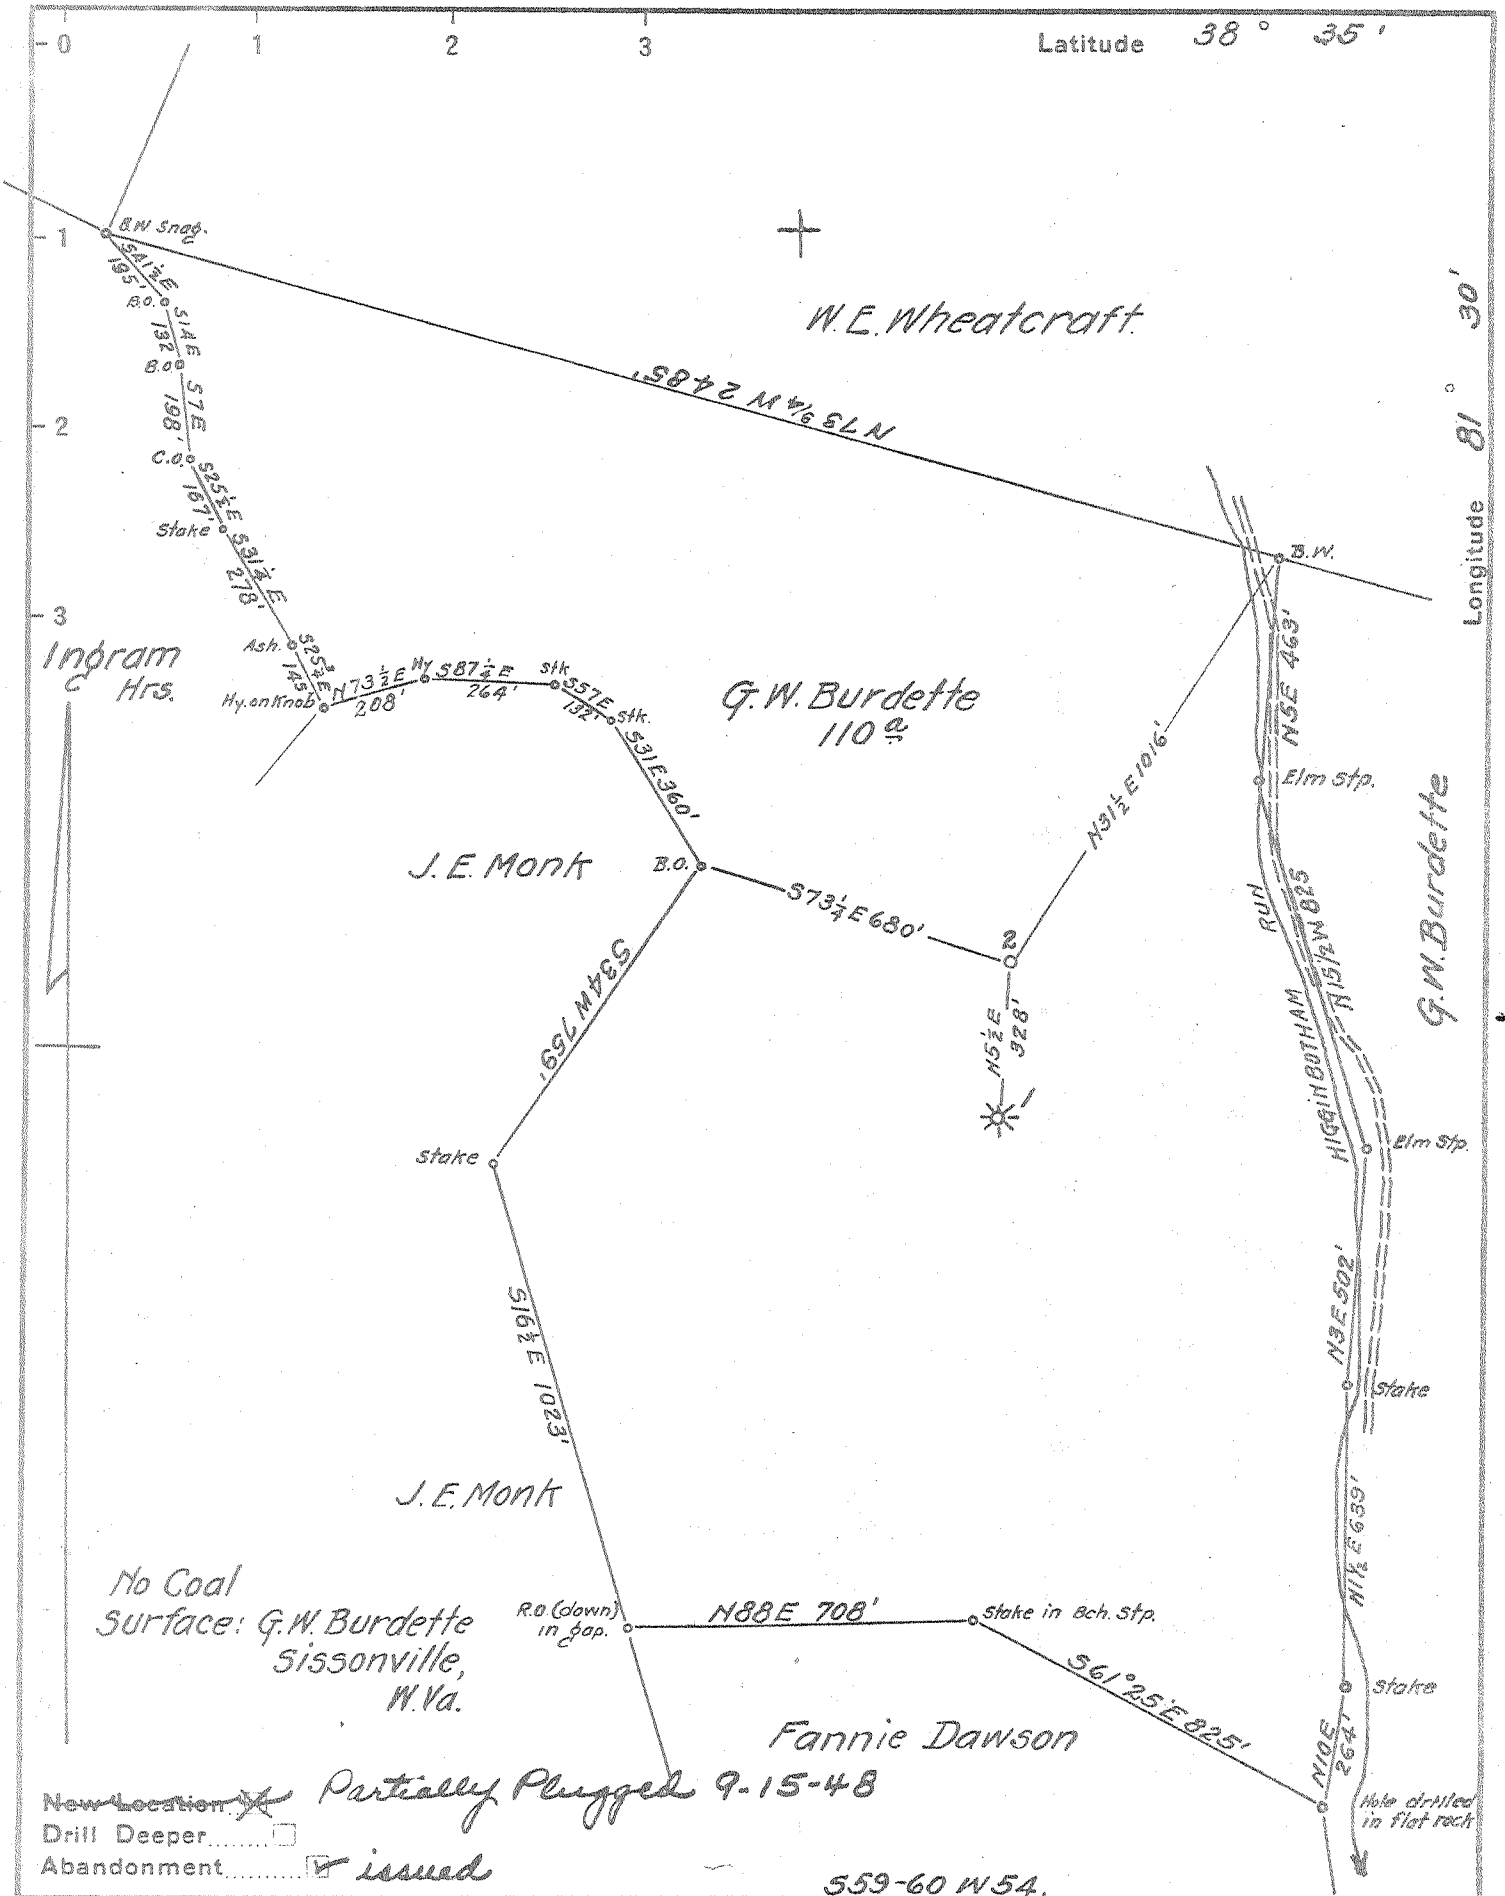 - 0 1 2 3 Latitude 38° 35'
B.W Snag.
- 1
S41½E
195'
B.O.
S14E
132
B.O.
S7E
198'
C.O.
S25½E
167'
Stake
S31¼E
278'
Ash.
145'
Hy. on Knob
W.E. Wheatcraft
N 73 ¾ W 2485'
30'
81°
Longitude
- 2
- 3
B.W.
Ingram
Hrs.
N73½E
208'
Hy
S87¼E
264'
Stk
S57E
132'
Stk.
S31E 360'
G.W. Burdette
110 a
N5E 463'
Elm Stp.
N31½E 1016'
J.E. Monk
B.O.
S73¼E 680'
2
S34W 759'
N5½E
328'
1
RUN
HIGGINBOTHAM
N15½W 825
G.W. Burdette
Elm Stp.
Stake
S16½E 1023'
N3E 502'
Stake
J.E. Monk
N1½E 639'
No Coal
Surface: G.W. Burdette
Sissonville,
W.Va.
R.O. (down)
in gap.
N88E 708'
Stake in Bch. Stp.
S61°25'E 825'
Stake
Fannie Dawson
N10E
264'
Hole drilled
in flat rock
New Location
Partially Plugged 9-15-48
Drill Deeper
Abandonment issued
S59-60 W54.